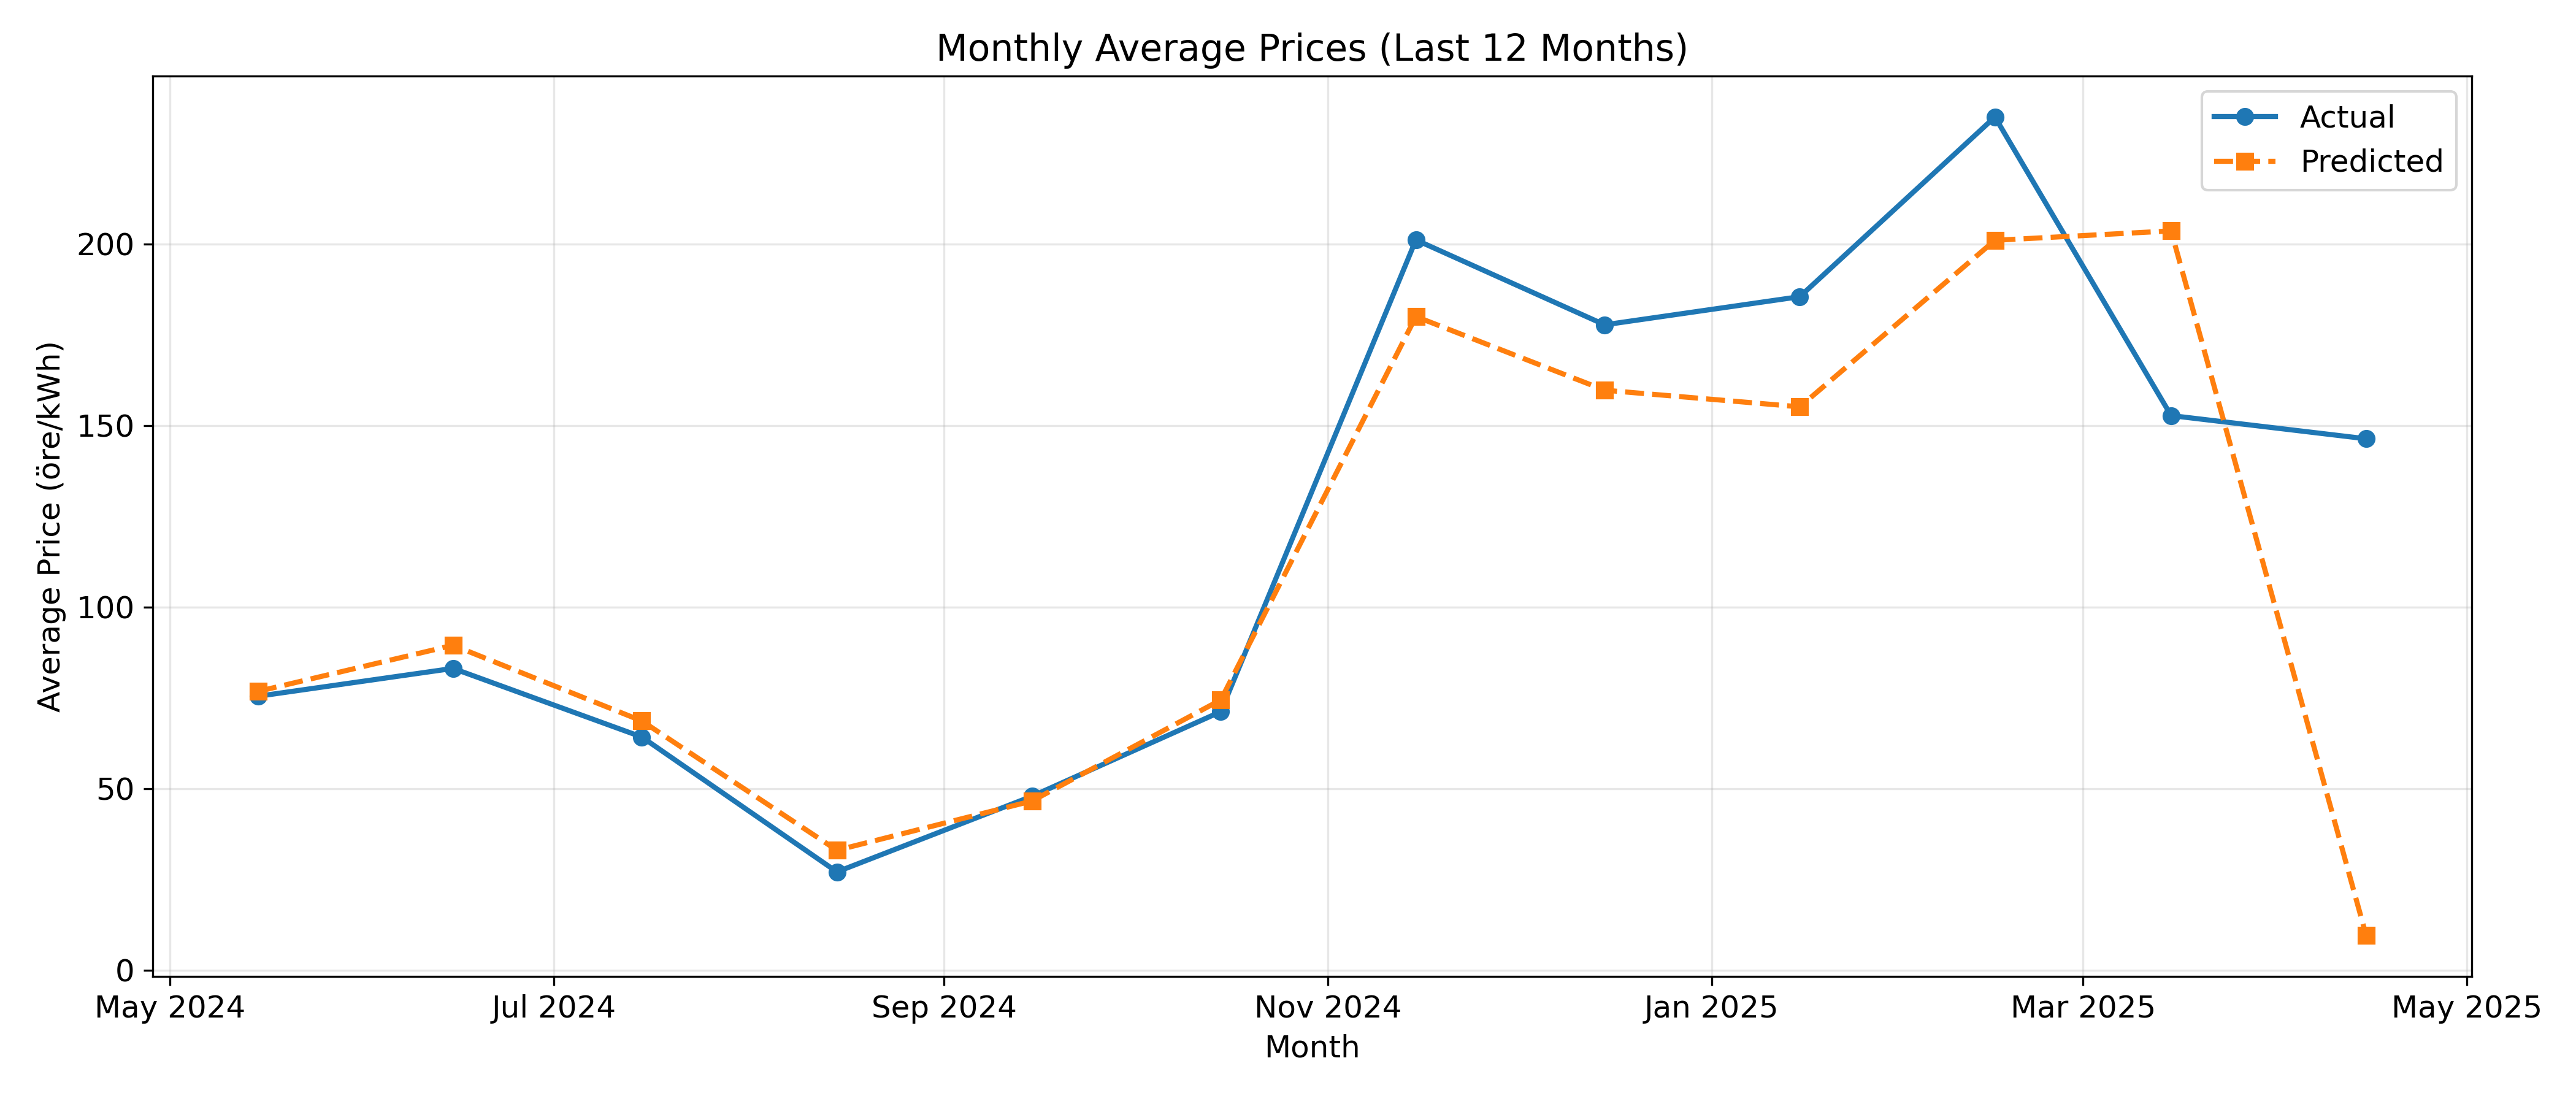 Monthly Average Prices (Last 12 Months)
Actual
Predicted
Average Price (öre/kWh)
200
150
100
50
0
May 2024
Jul 2024
Sep 2024
Nov 2024
Jan 2025
Mar 2025
May 2025
Month